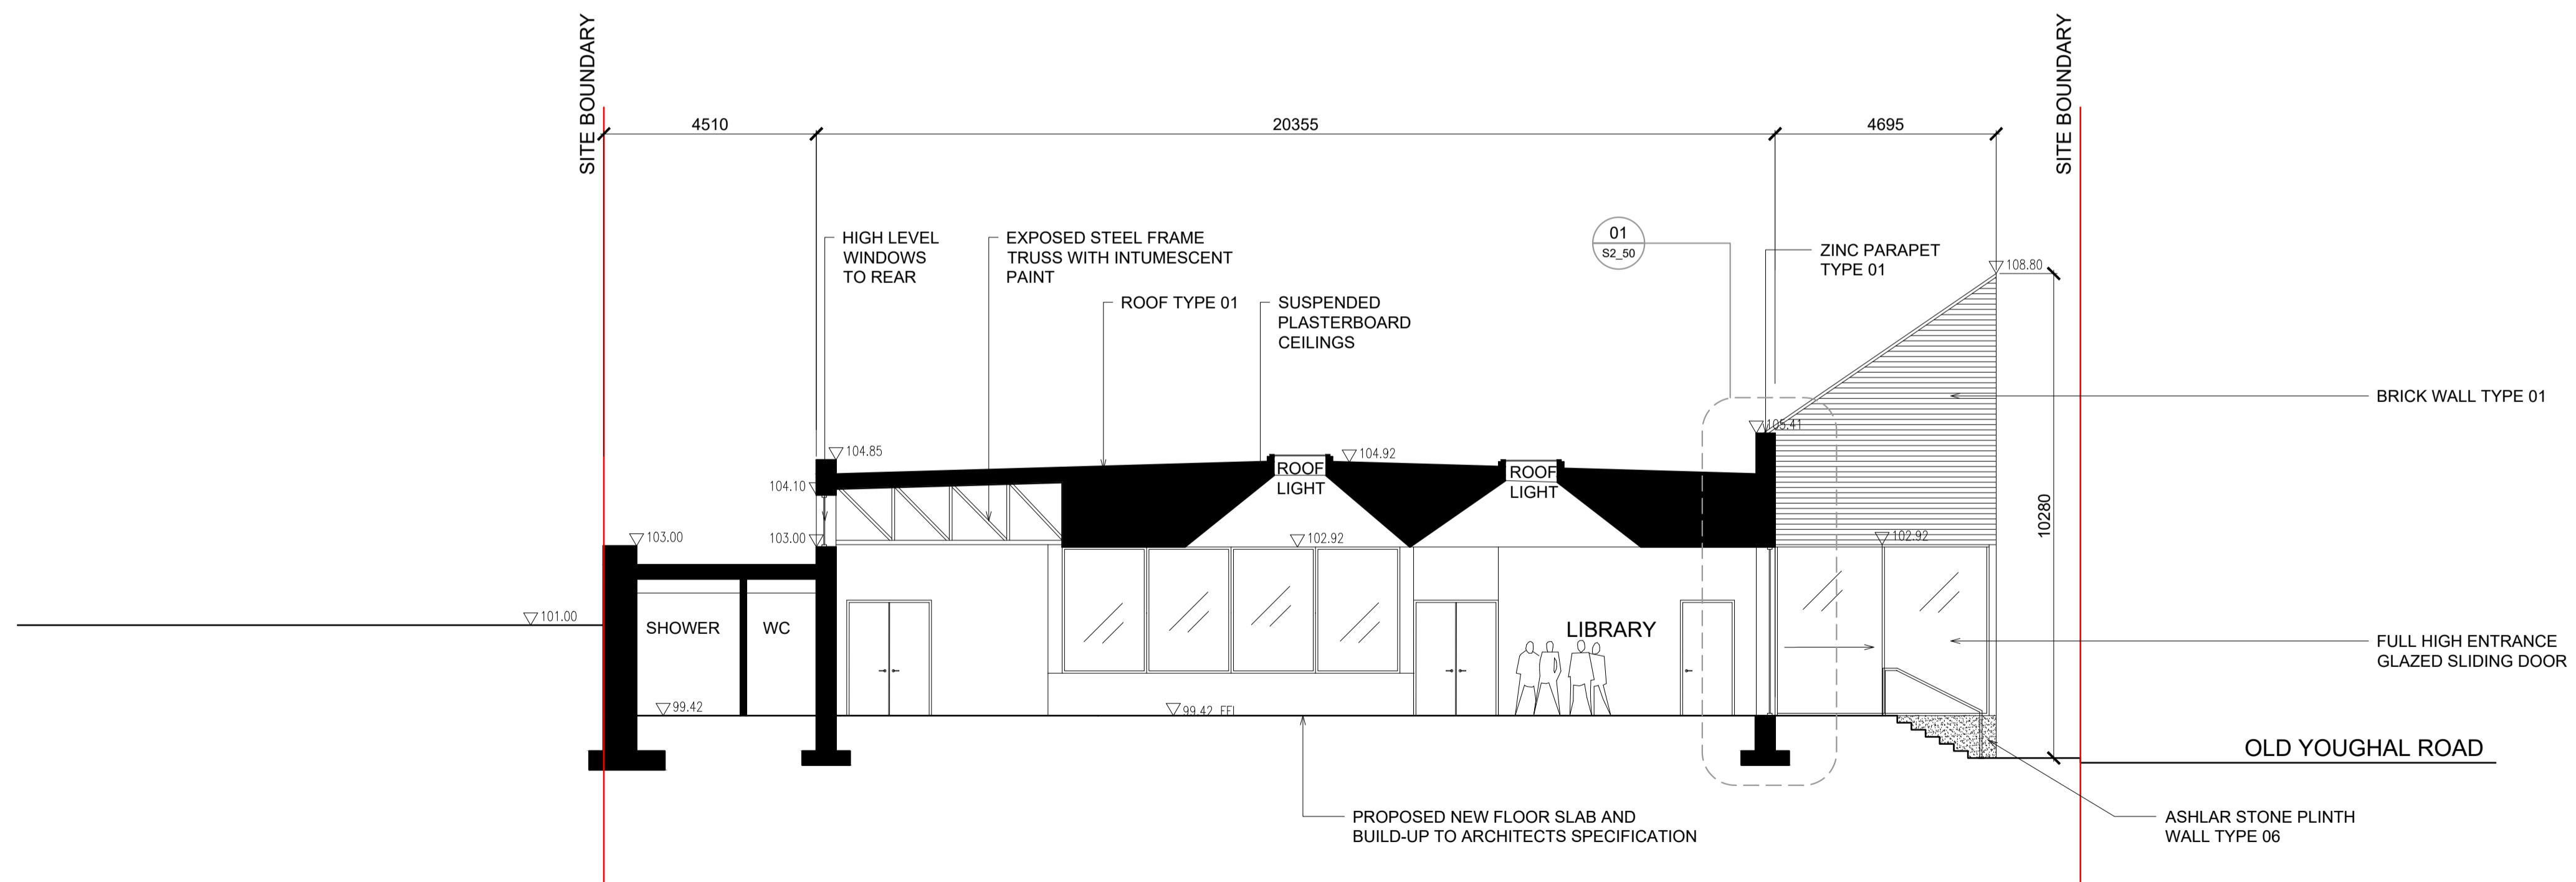 SITE BOUNDARY
SITE BOUNDARY
4510
20355
4695
HIGH LEVEL
WINDOWS
TO REAR
EXPOSED STEEL FRAME
TRUSS WITH INTUMESCENT
PAINT
ROOF TYPE 01
SUSPENDED
PLASTERBOARD
CEILINGS
01
S2_50
ZINC PARAPET
TYPE 01
108.80
BRICK WALL TYPE 01
105.41
104.85
104.92
ROOF
LIGHT
ROOF
LIGHT
104.10
103.00
103.00
102.92
102.92
10280
101.00
SHOWER
WC
LIBRARY
FULL HIGH ENTRANCE
GLAZED SLIDING DOOR
99.42
99.42 FFL
OLD YOUGHAL ROAD
PROPOSED NEW FLOOR SLAB AND
BUILD-UP TO ARCHITECTS SPECIFICATION
ASHLAR STONE PLINTH
WALL TYPE 06